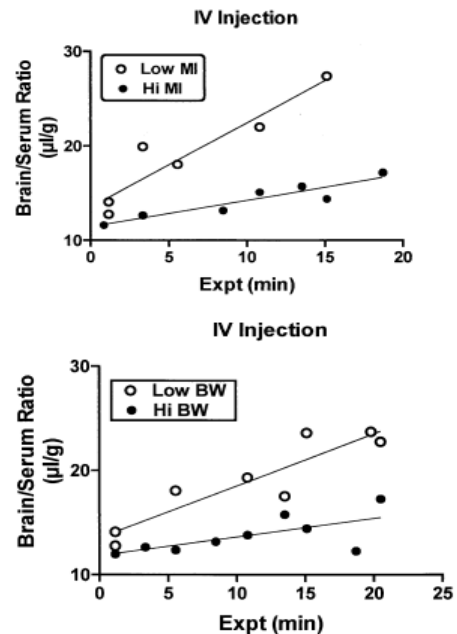 IV Injection
30
Low MI
Hi MI
20
10
0 5 10 15 20
Brain/Serum Ratio
(µl/g)
Expt (min)
IV Injection
30
Low BW
Hi BW
20
10
0 5 10 15 20 25
Brain/Serum Ratio
(µl/g)
Expt (min)